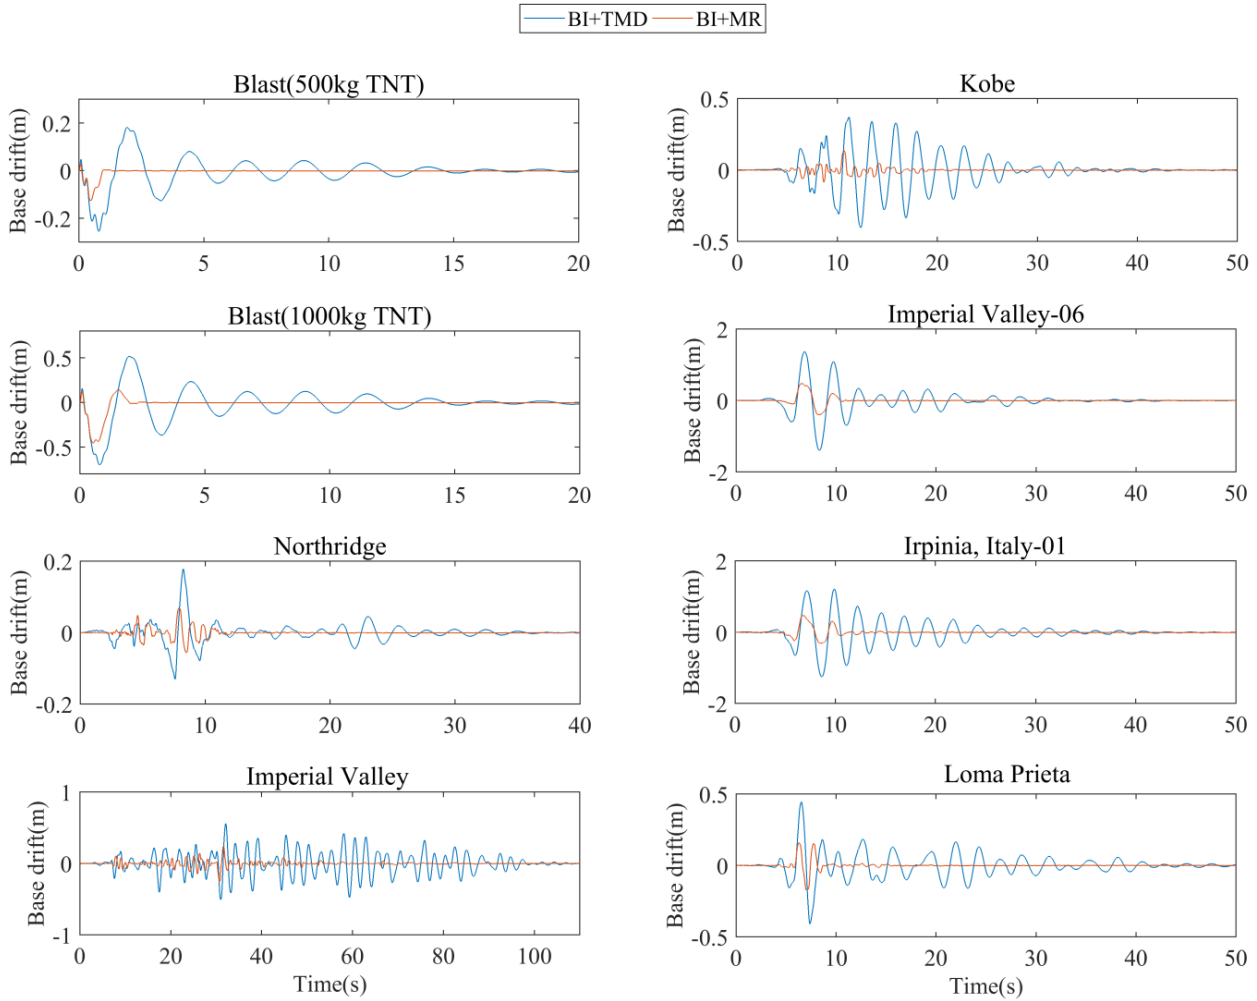 BI+TMD BI+MR
Blast(500kg TNT)
Base drift(m)
0.2
0
-0.2
0 5 10 15 20
Kobe
Base drift(m)
0.5
0
-0.5
0 10 20 30 40 50
Blast(1000kg TNT)
Base drift(m)
0.5
0
-0.5
0 5 10 15 20
Imperial Valley-06
Base drift(m)
2
0
-2
0 10 20 30 40 50
Northridge
Base drift(m)
0.2
0
-0.2
0 10 20 30 40
Irpinia, Italy-01
Base drift(m)
2
0
-2
0 10 20 30 40 50
Imperial Valley
Base drift(m)
1
0
-1
0 20 40 60 80 100
Time(s)
Loma Prieta
Base drift(m)
0.5
0
-0.5
0 10 20 30 40 50
Time(s)